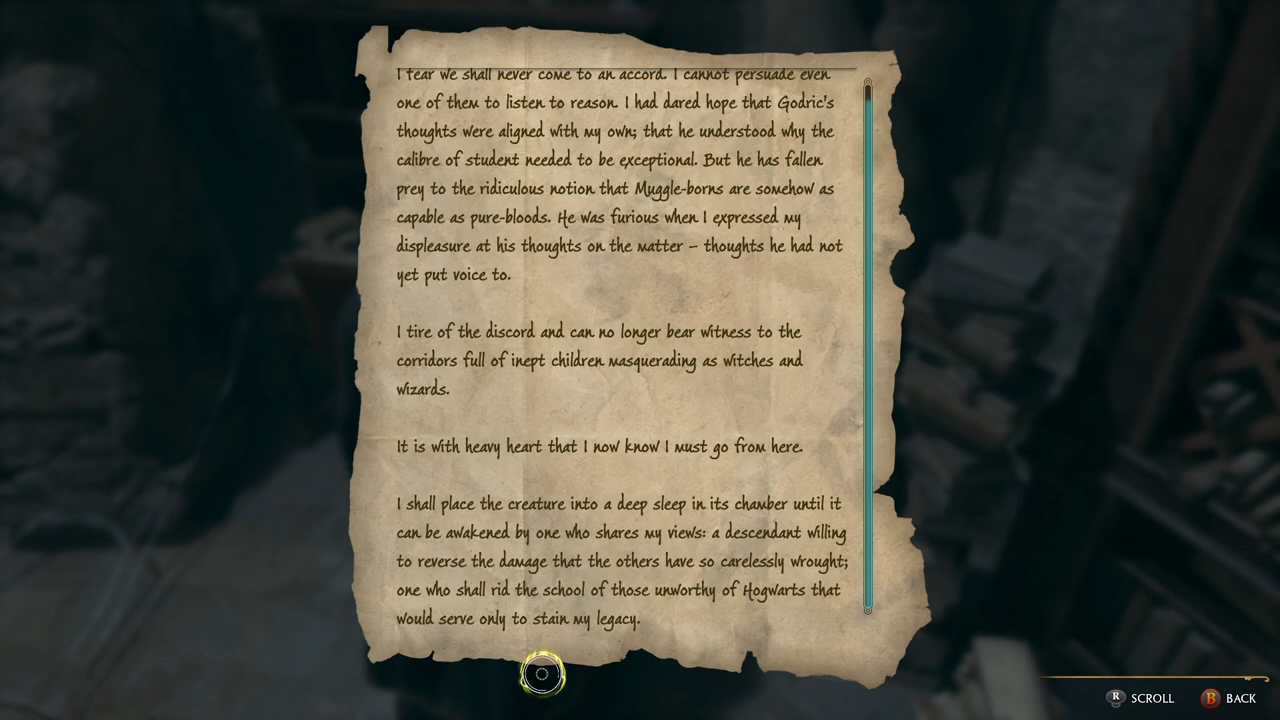 I fear we shall never come to an accord. I cannot persuade even
one of them to listen to reason. I had dared hope that Godric's
thoughts were aligned with my own; that he understood why the
calibre of student needed to be exceptional. But he has fallen
prey to the ridiculous notion that Muggle-borns are somehow as
capable as pure-bloods. He was furious when I expressed my
displeasure at his thoughts on the matter – thoughts he had not
yet put voice to.
I tire of the discord and can no longer bear witness to the
corridors full of inept children masquerading as witches and
wizards.
It is with heavy heart that I now know I must go from here.
I shall place the creature into a deep sleep in its chamber until it
can be awakened by one who shares my views: a descendant willing
to reverse the damage that the others have so carelessly wrought;
one who shall rid the school of those unworthy of Hogwarts that
would serve only to stain my legacy.
R SCROLL B BACK